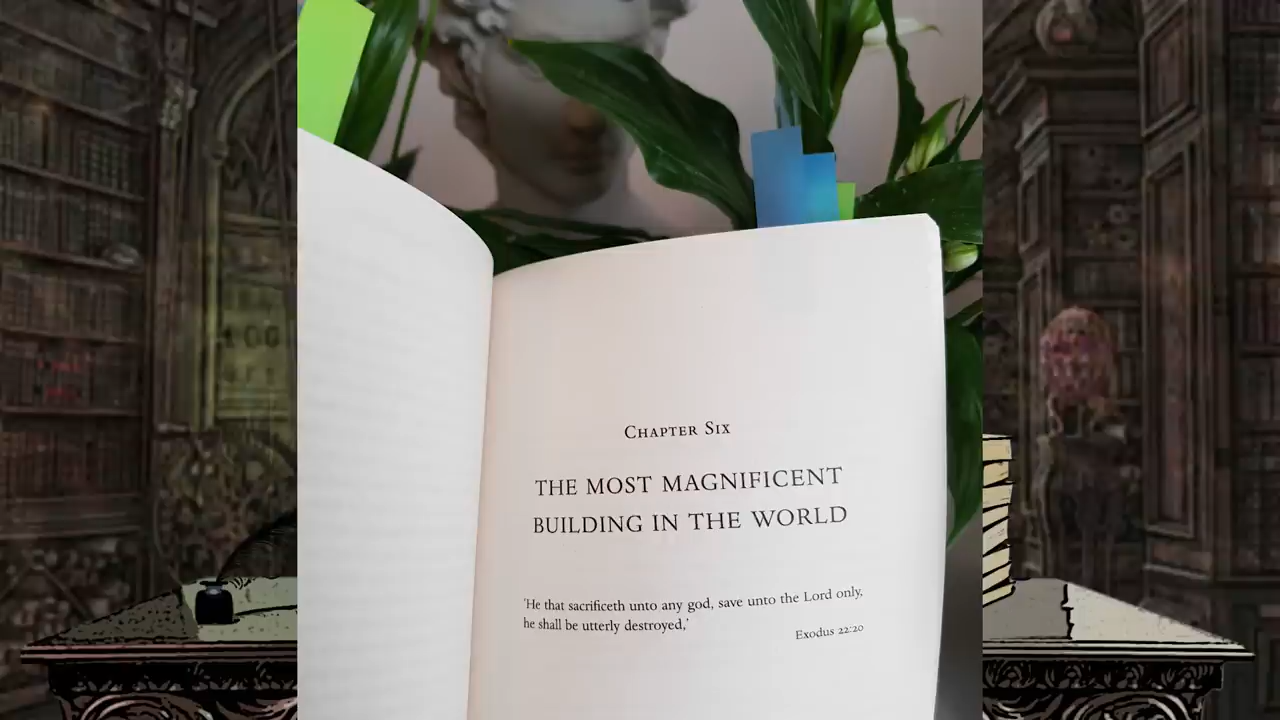 Chapter Six
THE MOST MAGNIFICENT
BUILDING IN THE WORLD
'He that sacrificeth unto any god, save unto the Lord only,
he shall be utterly destroyed,'
Exodus 22:20